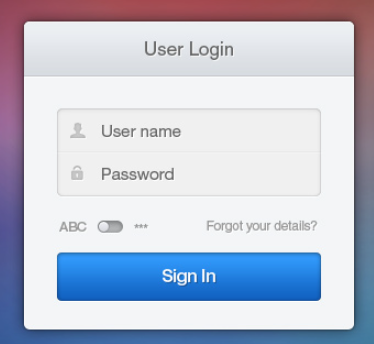 User Login
User name
Password
ABC *** Forgot your details?
Sign In